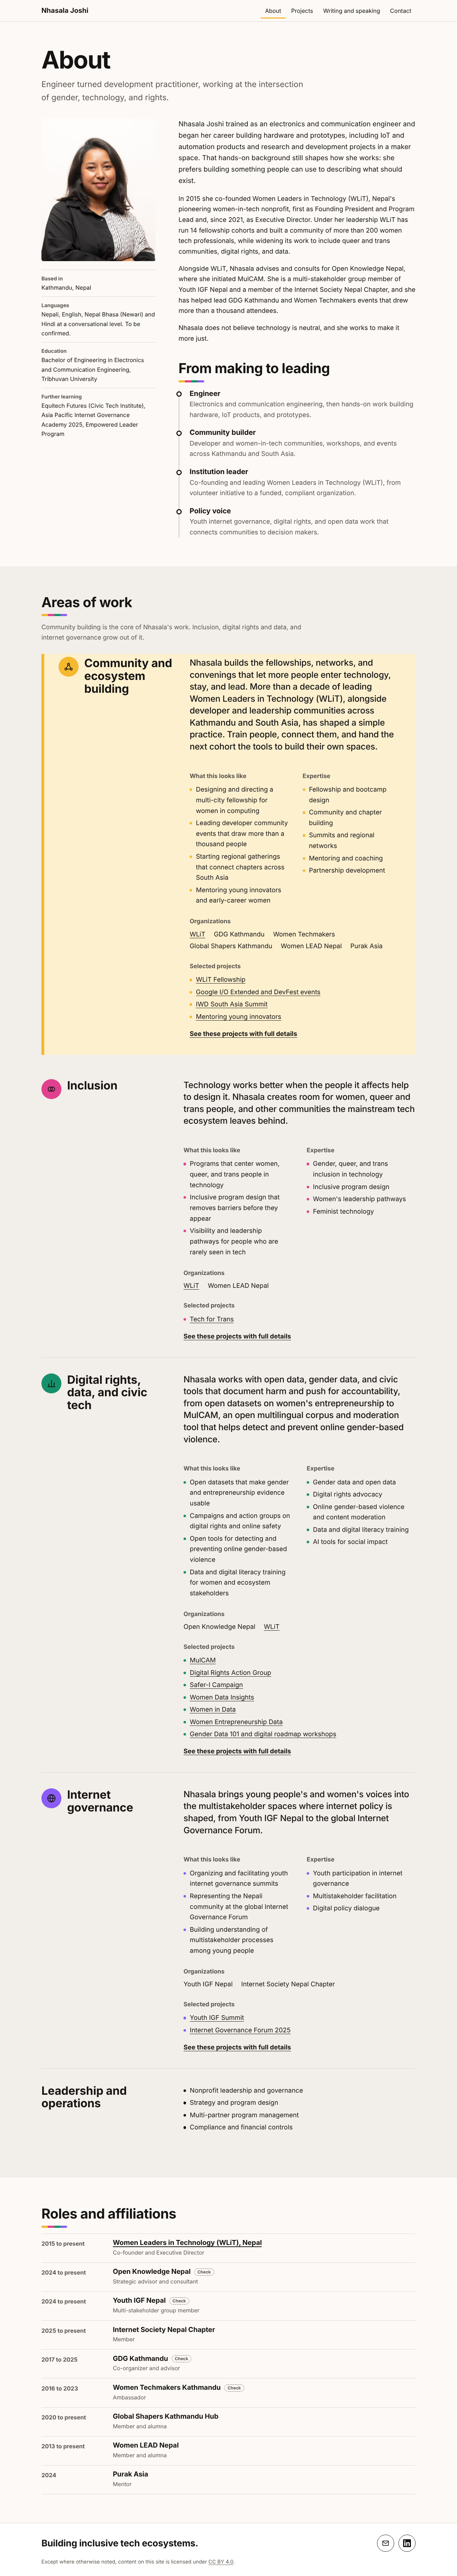 Nhasala Joshi
About
Projects
Writing and speaking
Contact
About
Engineer turned development practitioner, working at the intersection
of gender, technology, and rights.
Based in
Kathmandu, Nepal
Languages
Nepali, English, Nepal Bhasa (Newari) and
Hindi at a conversational level. To be
confirmed.
Education
Bachelor of Engineering in Electronics
and Communication Engineering,
Tribhuvan University
Further learning
Equitech Futures (Civic Tech Institute),
Asia Pacific Internet Governance
Academy 2025, Empowered Leader
Program
Nhasala Joshi trained as an electronics and communication engineer and
began her career building hardware and prototypes, including IoT and
automation products and research and development projects in a maker
space. That hands-on background still shapes how she works: she
prefers building something people can use to describing what should
exist.
In 2015 she co-founded Women Leaders in Technology (WLiT), Nepal's
pioneering women-in-tech nonprofit, first as Founding President and Program
Lead and, since 2021, as Executive Director. Under her leadership WLiT has
run 14 fellowship cohorts and built a community of more than 200 women
tech professionals, while widening its work to include queer and trans
communities, digital rights, and data.
Alongside WLiT, Nhasala advises and consults for Open Knowledge Nepal,
where she initiated MulCAM. She is a multi-stakeholder group member of
Youth IGF Nepal and a member of the Internet Society Nepal Chapter, and she
has helped lead GDG Kathmandu and Women Techmakers events that drew
more than a thousand attendees.
Nhasala does not believe technology is neutral, and she works to make it
more just.
From making to leading
Engineer
Electronics and communication engineering, then hands-on work building
hardware, IoT products, and prototypes.
Community builder
Developer and women-in-tech communities, workshops, and events
across Kathmandu and South Asia.
Institution leader
Co-founding and leading Women Leaders in Technology (WLiT), from
volunteer initiative to a funded, compliant organization.
Policy voice
Youth internet governance, digital rights, and open data work that
connects communities to decision makers.
Areas of work
Community building is the core of Nhasala's work. Inclusion, digital rights and data, and
internet governance grow out of it.
Community and
ecosystem
building
Nhasala builds the fellowships, networks, and
convenings that let more people enter technology,
stay, and lead. More than a decade of leading
Women Leaders in Technology (WLiT), alongside
developer and leadership communities across
Kathmandu and South Asia, has shaped a simple
practice. Train people, connect them, and hand the
next cohort the tools to build their own spaces.
What this looks like
Designing and directing a
multi-city fellowship for
women in computing
Leading developer community
events that draw more than a
thousand people
Starting regional gatherings
that connect chapters across
South Asia
Mentoring young innovators
and early-career women
Expertise
Fellowship and bootcamp
design
Community and chapter
building
Summits and regional
networks
Mentoring and coaching
Partnership development
Organizations
WLiT GDG Kathmandu Women Techmakers
Global Shapers Kathmandu Women LEAD Nepal Purak Asia
Selected projects
WLiT Fellowship
Google I/O Extended and DevFest events
IWD South Asia Summit
Mentoring young innovators
See these projects with full details
Inclusion
Technology works better when the people it affects help
to design it. Nhasala creates room for women, queer and
trans people, and other communities the mainstream tech
ecosystem leaves behind.
What this looks like
Programs that center women,
queer, and trans people in
technology
Inclusive program design that
removes barriers before they
appear
Visibility and leadership
pathways for people who are
rarely seen in tech
Expertise
Gender, queer, and trans
inclusion in technology
Inclusive program design
Women's leadership pathways
Feminist technology
Organizations
WLiT Women LEAD Nepal
Selected projects
Tech for Trans
See these projects with full details
Digital rights,
data, and civic
tech
Nhasala works with open data, gender data, and civic
tools that document harm and push for accountability,
from open datasets on women's entrepreneurship to
MulCAM, an open multilingual corpus and moderation
tool that helps detect and prevent online gender-based
violence.
What this looks like
Open datasets that make gender
and entrepreneurship evidence
usable
Campaigns and action groups on
digital rights and online safety
Open tools for detecting and
preventing online gender-based
violence
Data and digital literacy training
for women and ecosystem
stakeholders
Expertise
Gender data and open data
Digital rights advocacy
Online gender-based violence
and content moderation
Data and digital literacy training
AI tools for social impact
Organizations
Open Knowledge Nepal WLiT
Selected projects
MulCAM
Digital Rights Action Group
Safer-I Campaign
Women Data Insights
Women in Data
Women Entrepreneurship Data
Gender Data 101 and digital roadmap workshops
See these projects with full details
Internet
governance
Nhasala brings young people's and women's voices into
the multistakeholder spaces where internet policy is
shaped, from Youth IGF Nepal to the global Internet
Governance Forum.
What this looks like
Organizing and facilitating youth
internet governance summits
Representing the Nepali
community at the global Internet
Governance Forum
Building understanding of
multistakeholder processes
among young people
Expertise
Youth participation in internet
governance
Multistakeholder facilitation
Digital policy dialogue
Organizations
Youth IGF Nepal Internet Society Nepal Chapter
Selected projects
Youth IGF Summit
Internet Governance Forum 2025
See these projects with full details
Leadership and
operations
Nonprofit leadership and governance
Strategy and program design
Multi-partner program management
Compliance and financial controls
Roles and affiliations
2015 to present
Women Leaders in Technology (WLiT), Nepal
Co-founder and Executive Director
2024 to present
Open Knowledge Nepal Check
Strategic advisor and consultant
2024 to present
Youth IGF Nepal Check
Multi-stakeholder group member
2025 to present
Internet Society Nepal Chapter
Member
2017 to 2025
GDG Kathmandu Check
Co-organizer and advisor
2016 to 2023
Women Techmakers Kathmandu Check
Ambassador
2020 to present
Global Shapers Kathmandu Hub
Member and alumna
2013 to present
Women LEAD Nepal
Member and alumna
2024
Purak Asia
Mentor
Building inclusive tech ecosystems.
Except where otherwise noted, content on this site is licensed under CC BY 4.0.